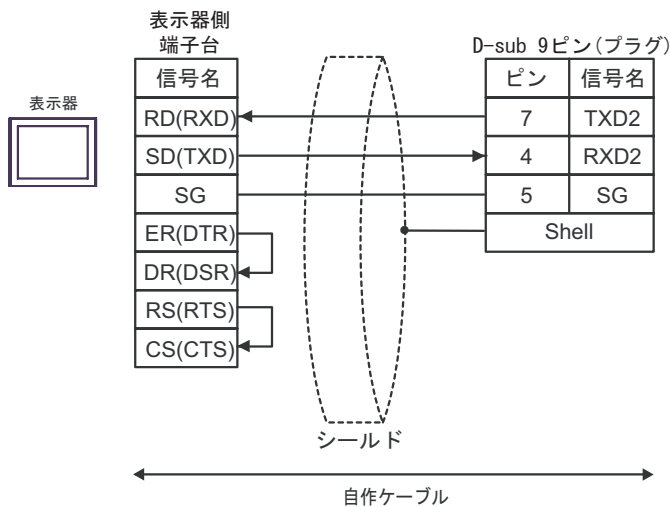 表示器側
端子台
D-sub 9ピン(プラグ)
信号名
ピン 信号名
表示器
RD(RXD)
7 TXD2
SD(TXD)
4 RXD2
SG
5 SG
ER(DTR)
Shell
DR(DSR)
RS(RTS)
CS(CTS)
シールド
自作ケーブル